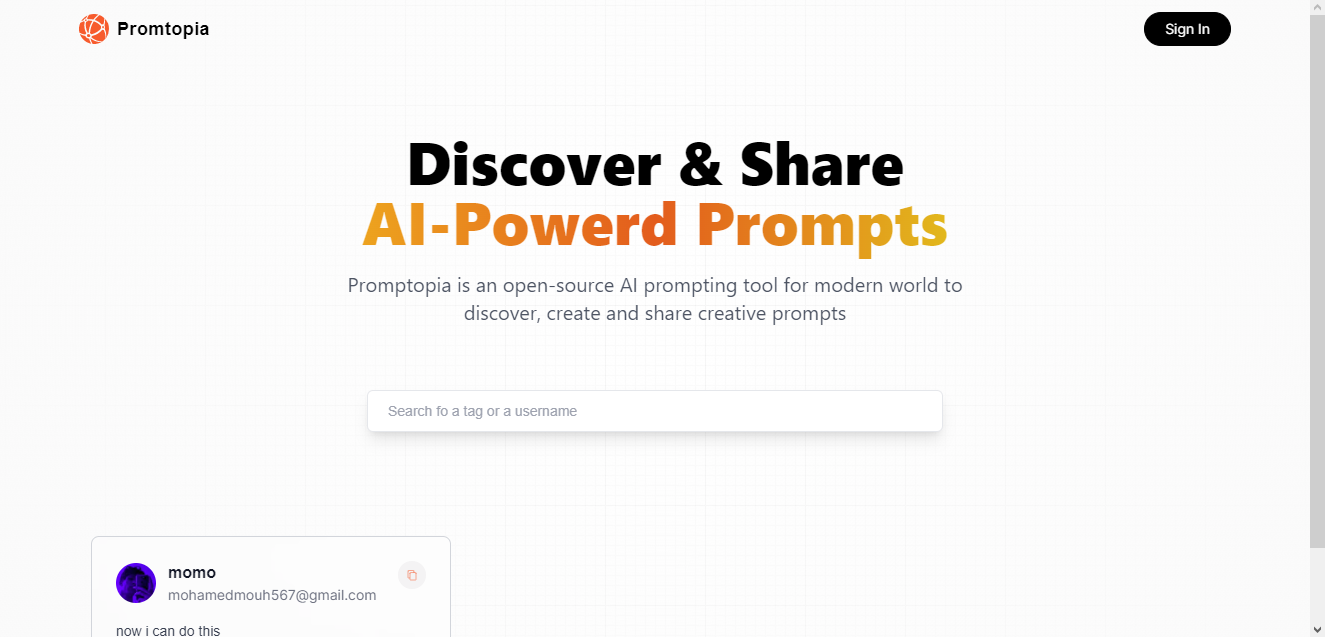 Promtopia
Sign In
Discover & Share
AI-Powerd Prompts
Promptopia is an open-source AI prompting tool for modern world to
discover, create and share creative prompts
Search fo a tag or a username
momo
mohamedmouh567@gmail.com
now i can do this